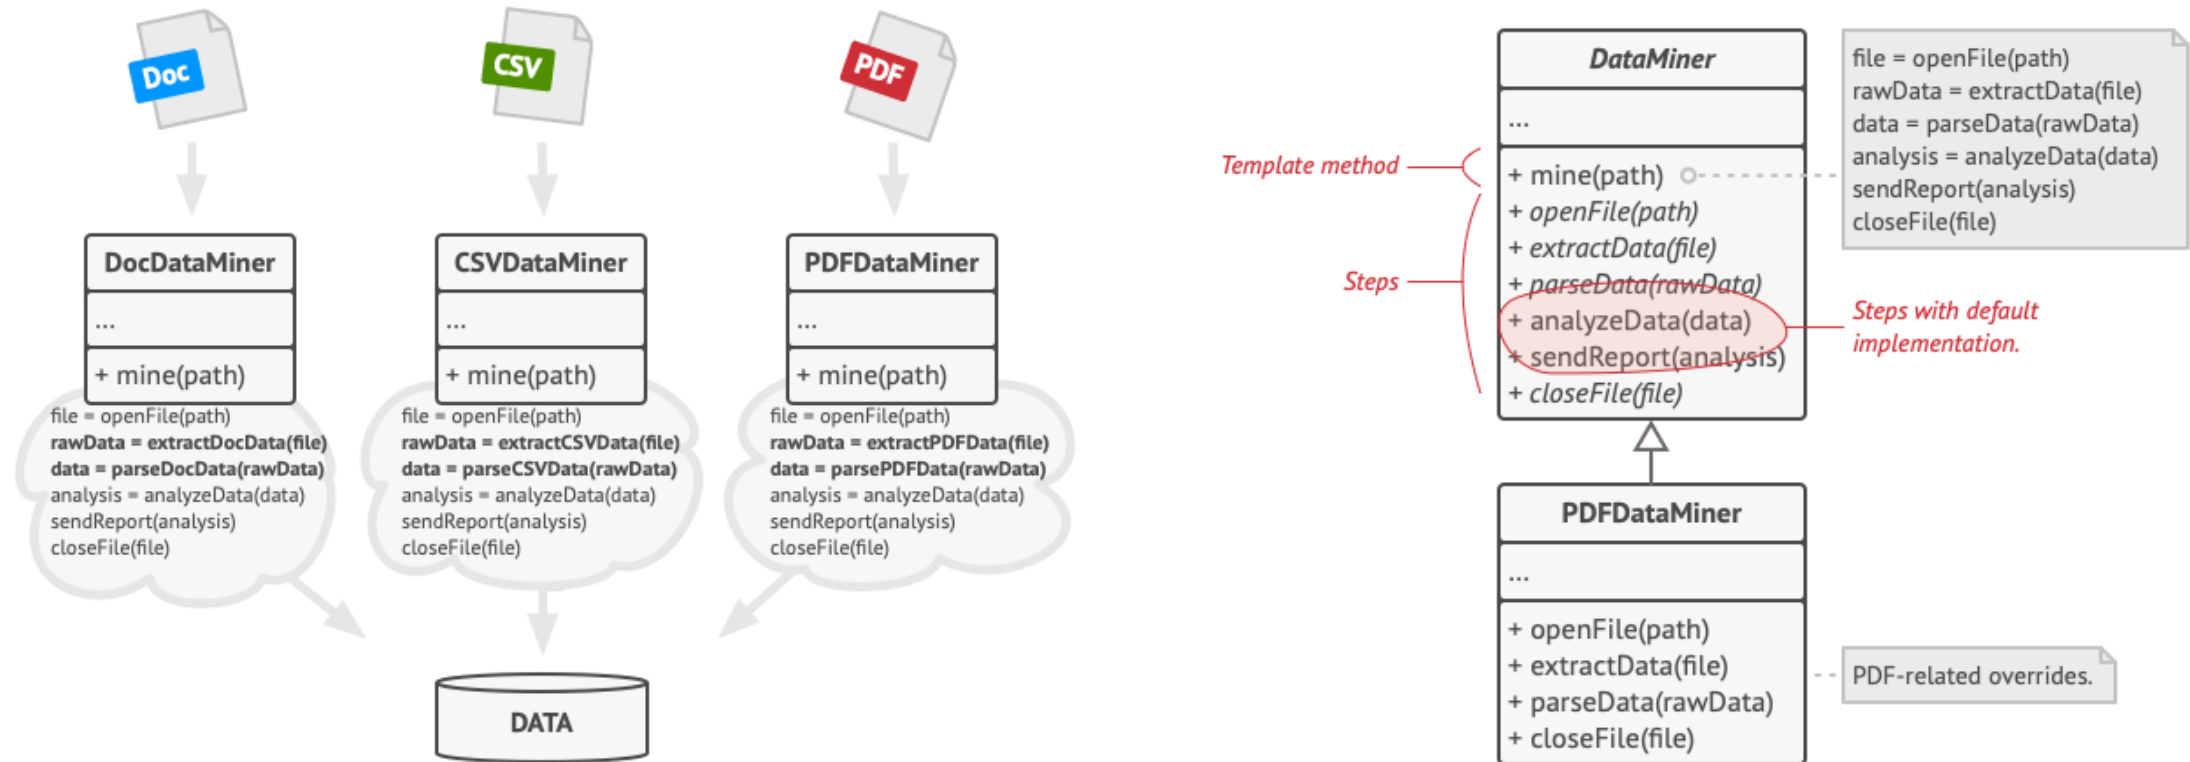 Doc
CSV
PDF
DocDataMiner
...
+ mine(path)
file = openFile(path)
rawData = extractDocData(file)
data = parseDocData(rawData)
analysis = analyzeData(data)
sendReport(analysis)
closeFile(file)
CSVDataMiner
...
+ mine(path)
file = openFile(path)
rawData = extractCSVData(file)
data = parseCSVData(rawData)
analysis = analyzeData(data)
sendReport(analysis)
closeFile(file)
PDFDataMiner
...
+ mine(path)
file = openFile(path)
rawData = extractPDFData(file)
data = parsePDFData(rawData)
analysis = analyzeData(data)
sendReport(analysis)
closeFile(file)
DATA
DataMiner
...
Template method
+ mine(path)
+ openFile(path)
+ extractData(file)
+ parseData(rawData)
+ analyzeData(data)
+ sendReport(analysis)
+ closeFile(file)
Steps
Steps with default
implementation.
file = openFile(path)
rawData = extractData(file)
data = parseData(rawData)
analysis = analyzeData(data)
sendReport(analysis)
closeFile(file)
PDFDataMiner
...
+ openFile(path)
+ extractData(file)
+ parseData(rawData)
+ closeFile(file)
PDF-related overrides.